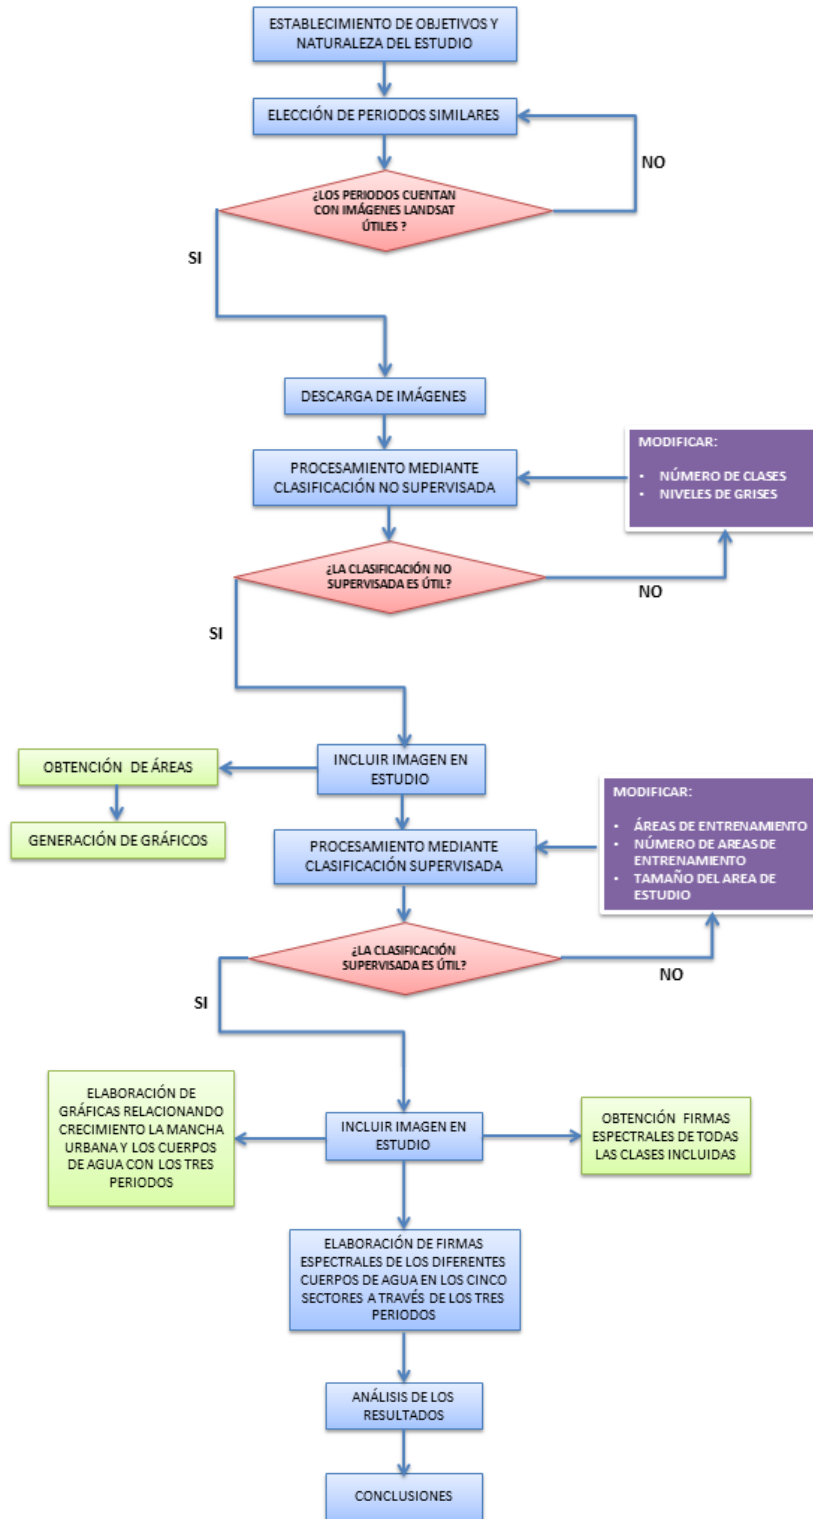 ESTABLECIMIENTO DE OBJETIVOS Y
NATURALEZA DEL ESTUDIO
ELECCIÓN DE PERIODOS SIMILARES
NO
¿LOS PERIODOS CUENTAN
CON IMÁGENES LANDSAT
ÚTILES ?
SI
DESCARGA DE IMÁGENES
PROCESAMIENTO MEDIANTE
CLASIFICACIÓN NO SUPERVISADA
MODIFICAR:
• NÚMERO DE CLASES
• NIVELES DE GRISES
¿LA CLASIFICACIÓN NO
SUPERVISADA ES ÚTIL?
NO
SI
INCLUIR IMAGEN EN
ESTUDIO
OBTENCIÓN DE ÁREAS
GENERACIÓN DE GRÁFICOS
PROCESAMIENTO MEDIANTE
CLASIFICACIÓN SUPERVISADA
MODIFICAR:
• ÁREAS DE ENTRENAMIENTO
• NÚMERO DE AREAS DE
ENTRENAMIENTO
• TAMAÑO DEL AREA DE
ESTUDIO
¿LA CLASIFICACIÓN
SUPERVISADA ES ÚTIL?
NO
SI
ELABORACIÓN DE
GRÁFICAS RELACIONANDO
CRECIMIENTO LA MANCHA
URBANA Y LOS CUERPOS
DE AGUA CON LOS TRES
PERIODOS
INCLUIR IMAGEN EN
ESTUDIO
OBTENCIÓN FIRMAS
ESPECTRALES DE TODAS
LAS CLASES INCLUIDAS
ELABORACIÓN DE FIRMAS
ESPECTRALES DE LOS DIFERENTES
CUERPOS DE AGUA EN LOS CINCO
SECTORES A TRAVÉS DE LOS TRES
PERIODOS
ANÁLISIS DE LOS
RESULTADOS
CONCLUSIONES